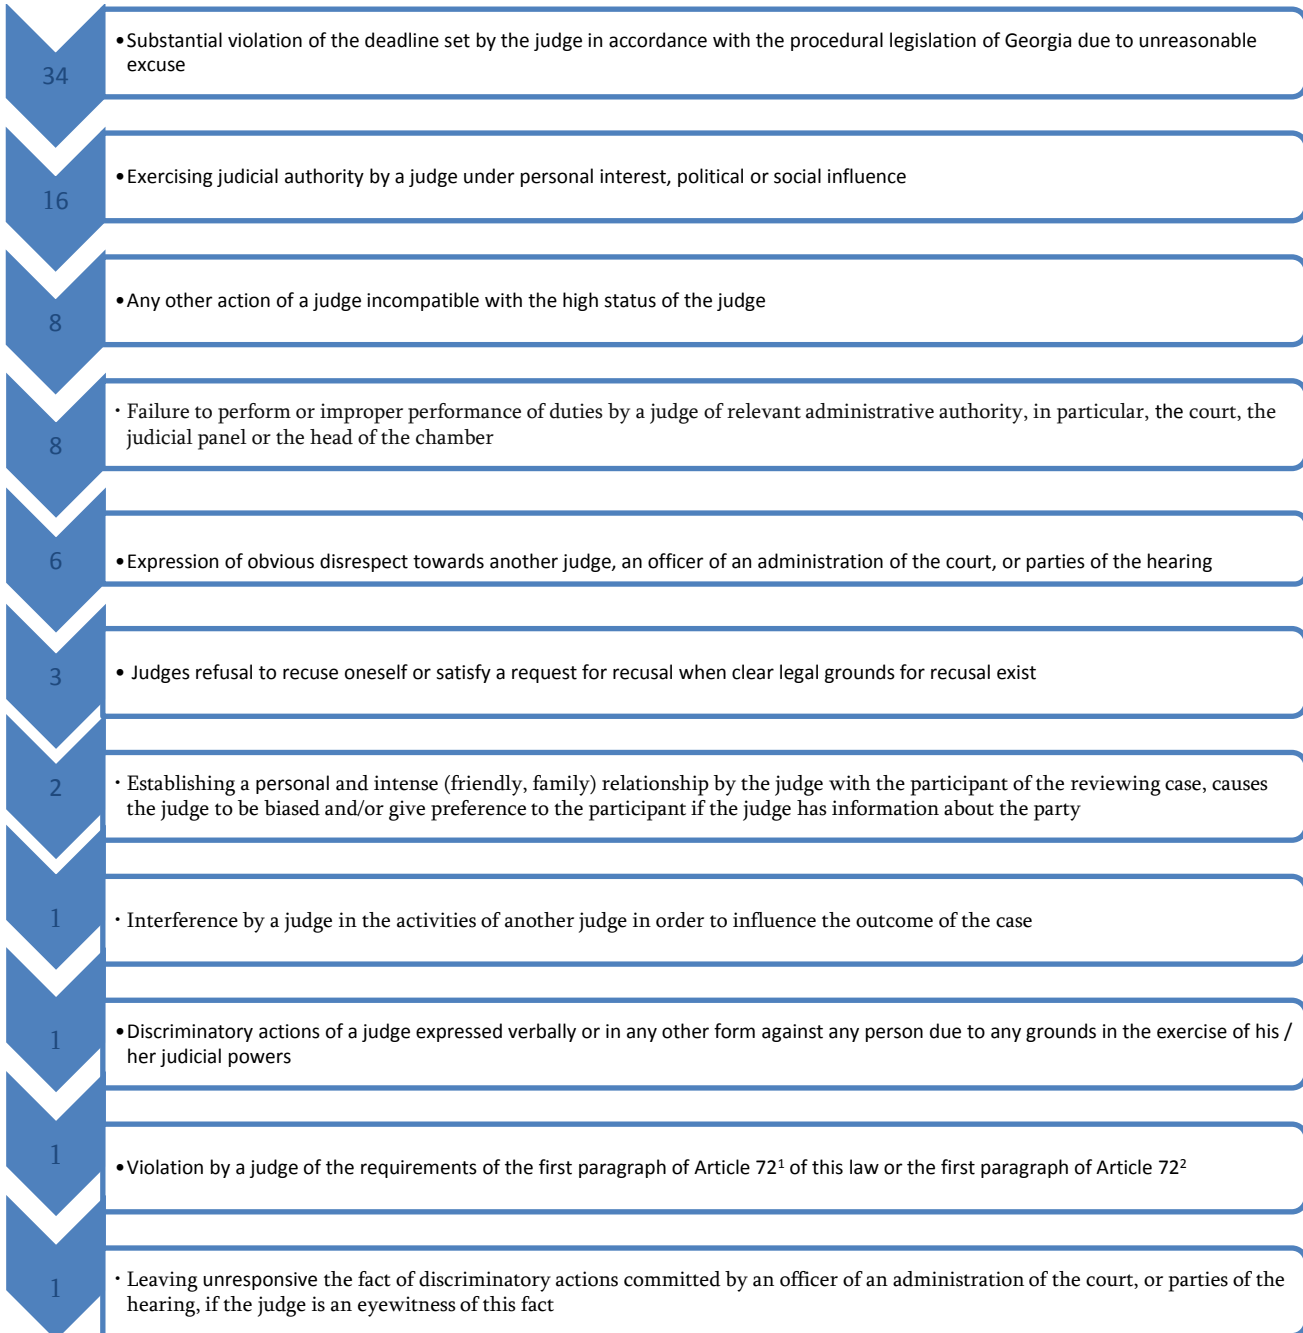 34
•Substantial violation of the deadline set by the judge in accordance with the procedural legislation of Georgia due to unreasonable
excuse
16
•Exercising judicial authority by a judge under personal interest, political or social influence
8
•Any other action of a judge incompatible with the high status of the judge
8
· Failure to perform or improper performance of duties by a judge of relevant administrative authority, in particular, the court, the
judicial panel or the head of the chamber
6
•Expression of obvious disrespect towards another judge, an officer of an administration of the court, or parties of the hearing
3
• Judges refusal to recuse oneself or satisfy a request for recusal when clear legal grounds for recusal exist
2
· Establishing a personal and intense (friendly, family) relationship by the judge with the participant of the reviewing case, causes
the judge to be biased and/or give preference to the participant if the judge has information about the party
1
· Interference by a judge in the activities of another judge in order to influence the outcome of the case
1
•Discriminatory actions of a judge expressed verbally or in any other form against any person due to any grounds in the exercise of his /
her judicial powers
1
•Violation by a judge of the requirements of the first paragraph of Article 72¹ of this law or the first paragraph of Article 72²
1
· Leaving unresponsive the fact of discriminatory actions committed by an officer of an administration of the court, or parties of the
hearing, if the judge is an eyewitness of this fact